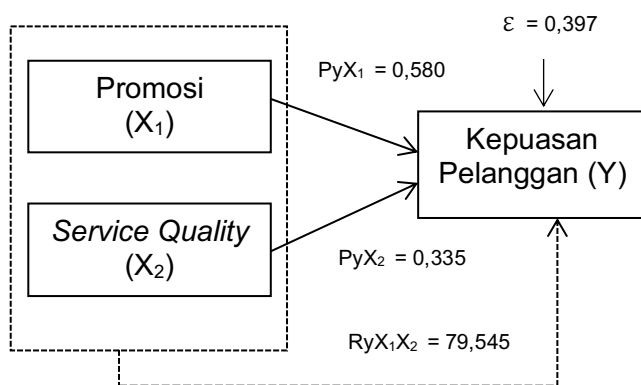 ε = 0,397
PyX₁ = 0,580
Promosi
(X₁)
Kepuasan
Pelanggan (Y)
Service Quality
(X₂)
PyX₂ = 0,335
RyX₁X₂ = 79,545